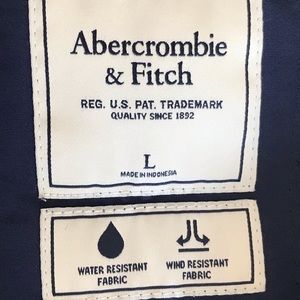 Abercrombie
& Fitch
REG. U.S. PAT. TRADEMARK
QUALITY SINCE 1892
L
MADE IN INDONESIA
WATER RESISTANT
FABRIC
WIND RESISTANT
FABRIC